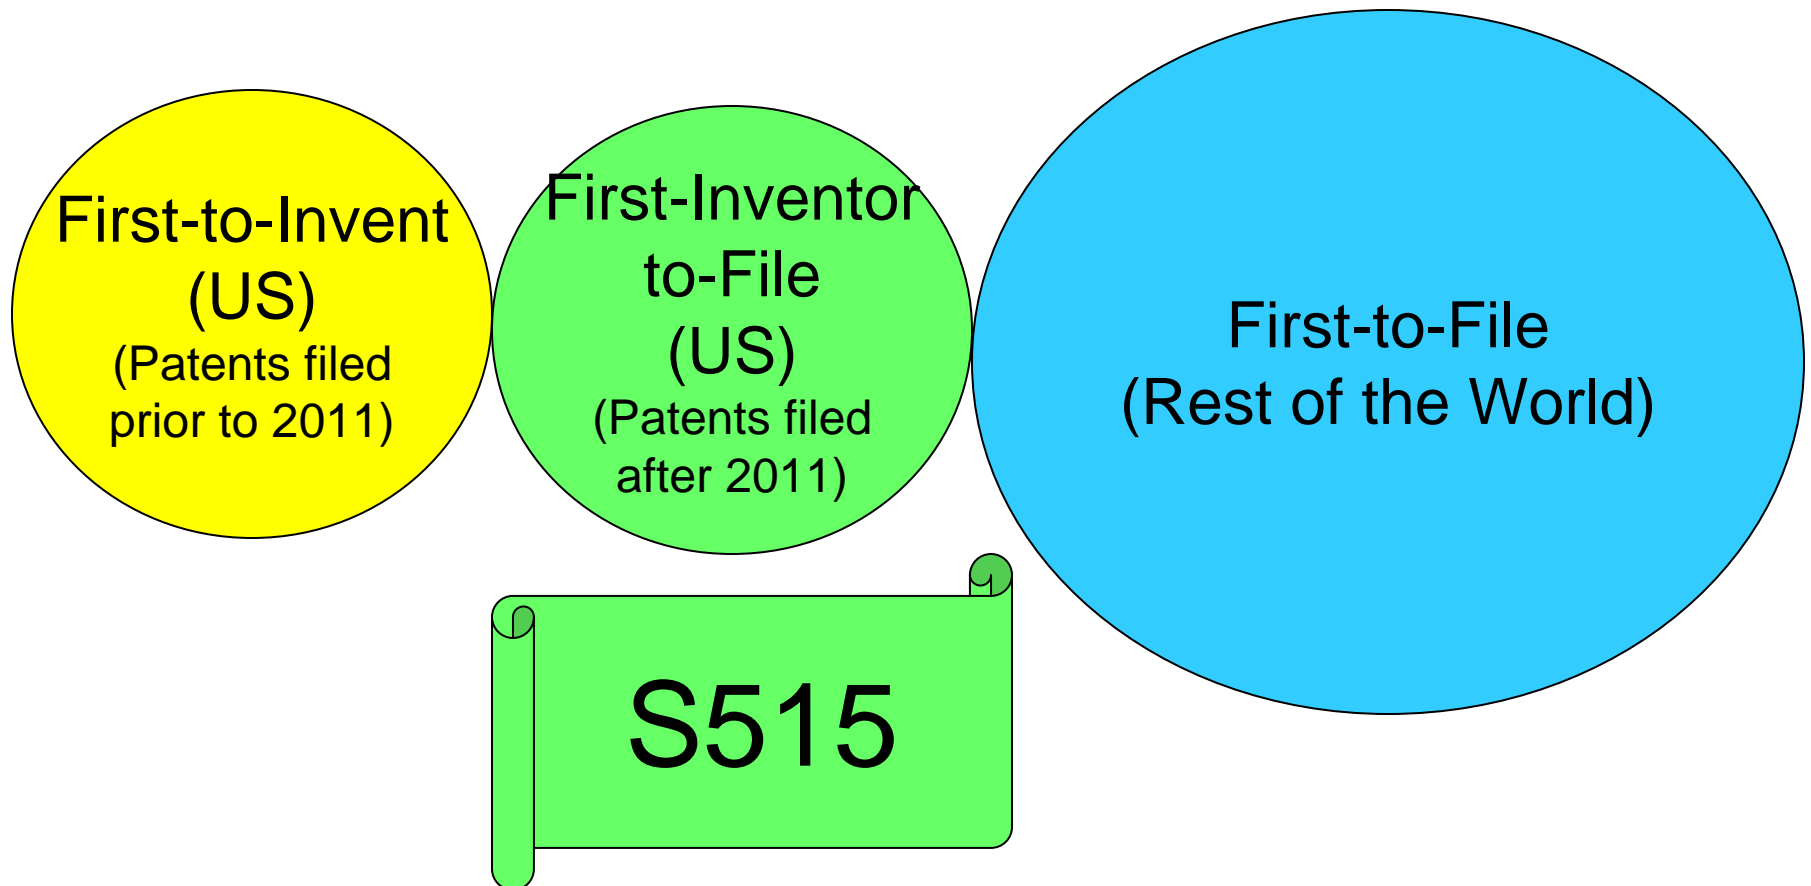 First-to-Invent
(US)
(Patents filed
prior to 2011)
First-Inventor
to-File
(US)
(Patents filed
after 2011)
First-to-File
(Rest of the World)
S515